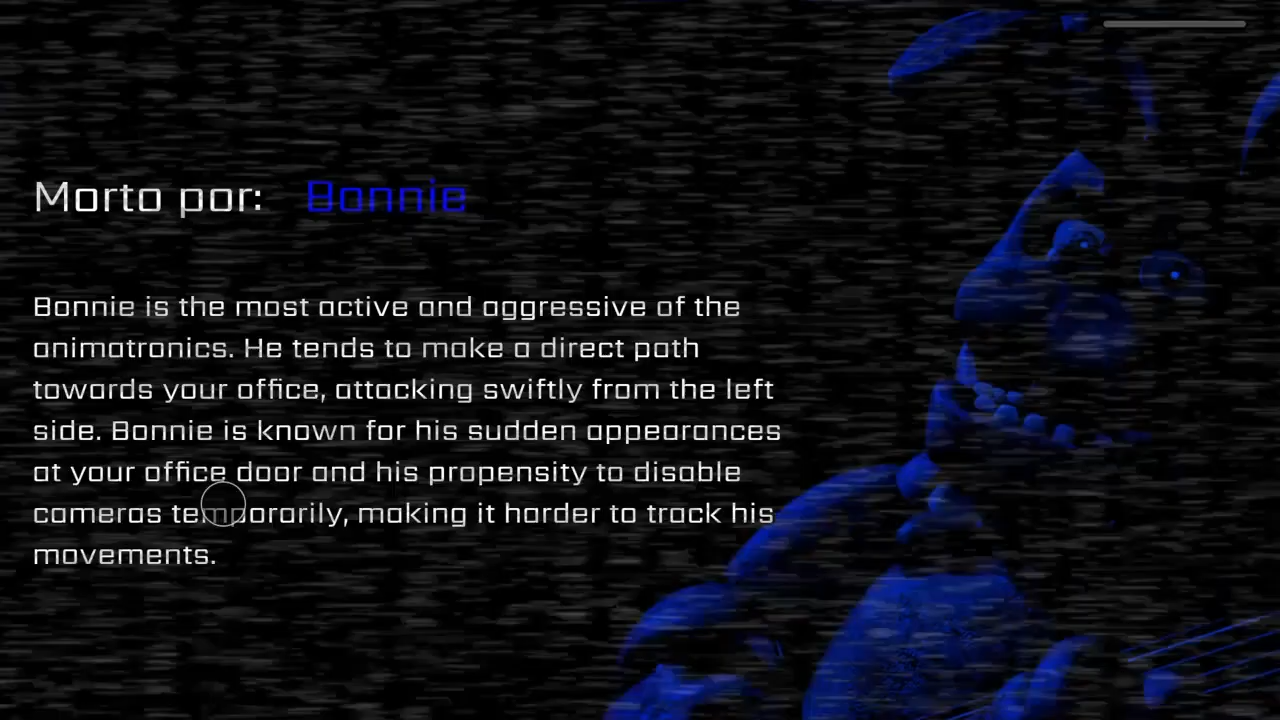 Morto por: Bonnie
Bonnie is the most active and aggressive of the
animatronics. He tends to make a direct path
towards your office, attacking swiftly from the left
side. Bonnie is known for his sudden appearances
at your office door and his propensity to disable
cameras temporarily, making it harder to track his
movements.